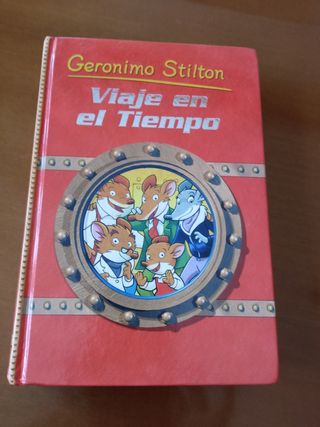 Geronimo Stilton
Viaje en
el Tiempo